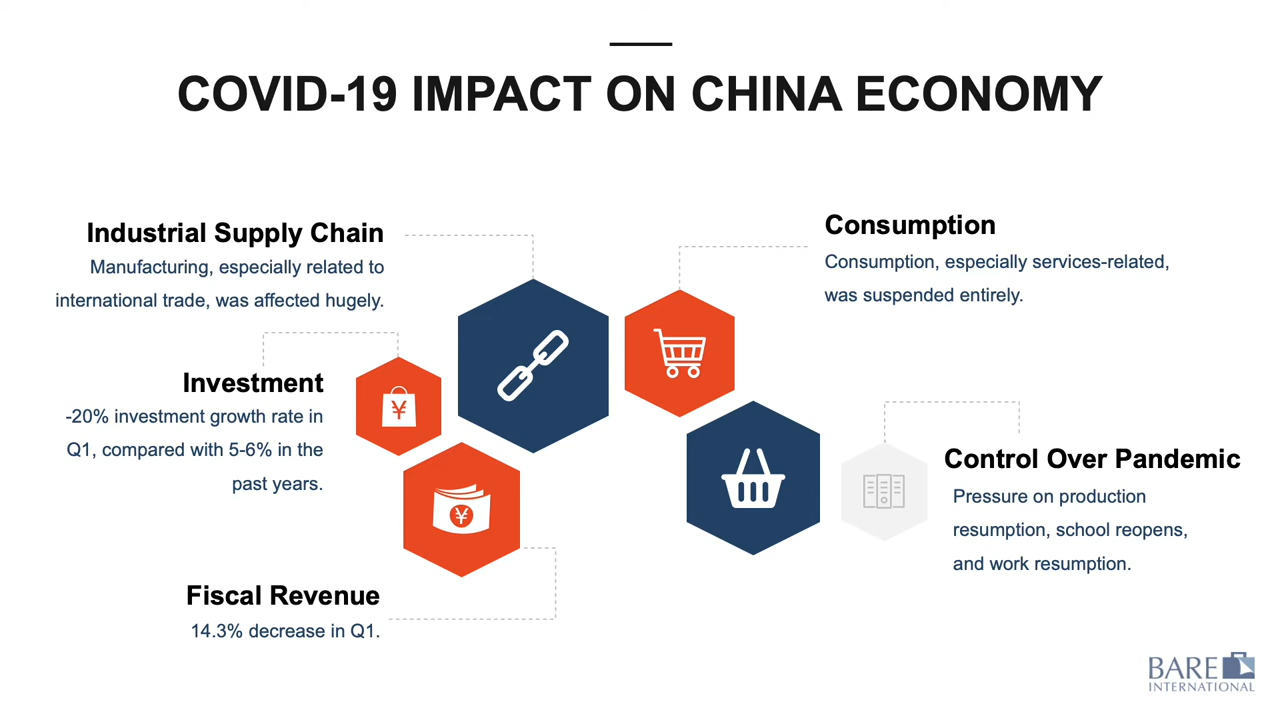 COVID-19 IMPACT ON CHINA ECONOMY
Industrial Supply Chain
Manufacturing, especially related to
international trade, was affected hugely.
Investment
-20% investment growth rate in
Q1, compared with 5-6% in the
past years.
Fiscal Revenue
14.3% decrease in Q1.
Consumption
Consumption, especially services-related,
was suspended entirely.
Control Over Pandemic
Pressure on production
resumption, school reopens,
and work resumption.
¥
¥
BARE
INTERNATIONAL